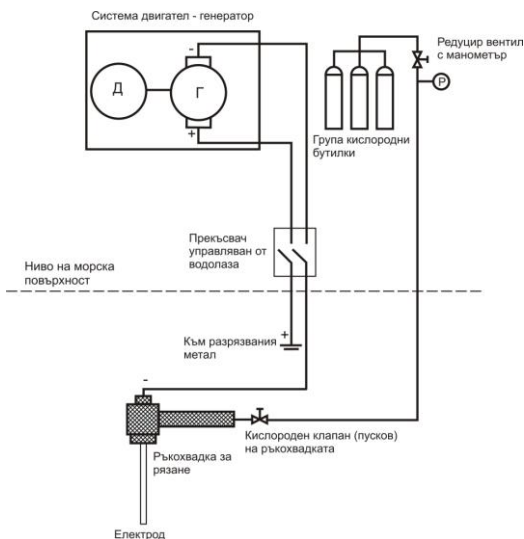 Система двигател - генератор
Редуцир вентил
с манометър
-
Д
Г
P
+
Група кислородни
бутилки
Прекъсвач
управляван от
водолаза
Ниво на морска
повърхност
+
Към разрязвания
метал
-
Кислороден клапан (пусков)
на ръкохвадката
Ръкохвадка за
рязане
Електрод